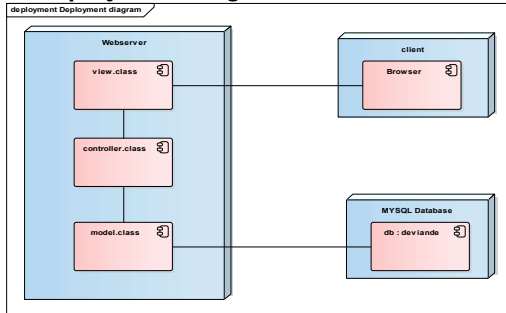 deployment Deployment diagram
Webserver
view.class
controller.class
model.class
client
Browser
MYSQL Database
db : deviande